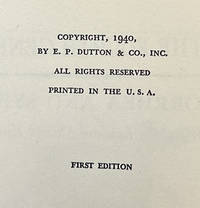 COPYRIGHT, 1940,
BY E. P. DUTTON & CO., INC.
ALL RIGHTS RESERVED
PRINTED IN THE U. S. A.
FIRST EDITION